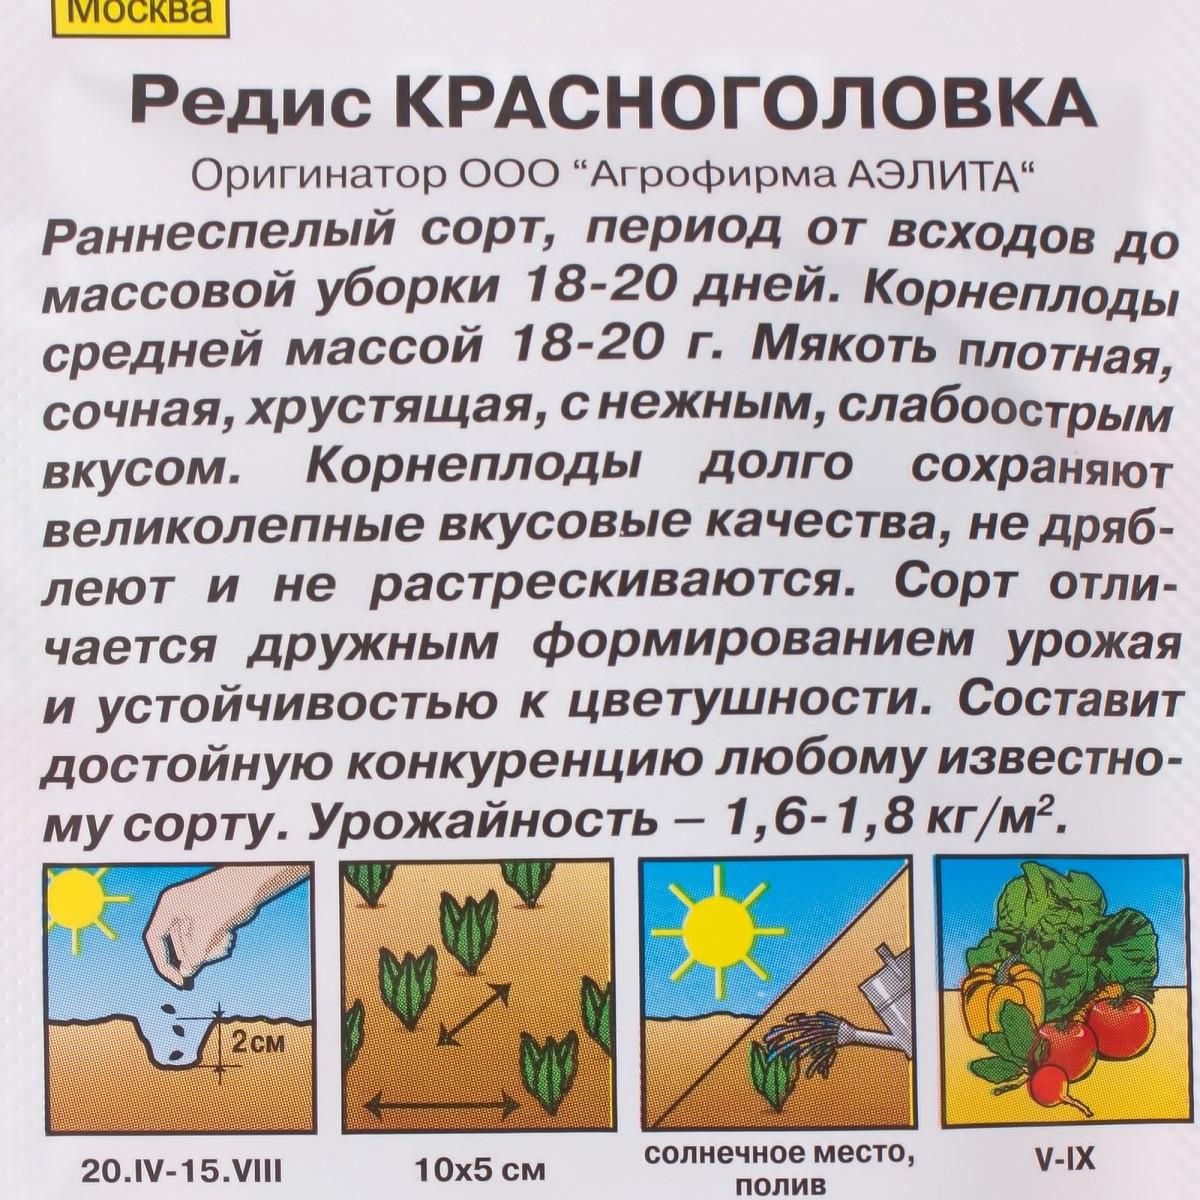 Москва
Редис КРАСНОГОЛОВКА
Оригинатор ООО “Агрофирма АЭЛИТА“
Раннеспелый сорт, период от всходов до
массовой уборки 18-20 дней. Корнеплоды
средней массой 18-20 г. Мякоть плотная,
сочная, хрустящая, с нежным, слабоострым
вкусом. Корнеплоды долго сохраняют
великолепные вкусовые качества, не дряб-
леют и не растрескиваются. Сорт отли-
чается дружным формированием урожая
и устойчивостью к цветушности. Составит
достойную конкуренцию любому известно-
му сорту. Урожайность – 1,6-1,8 кг/м².
2см
20.IV-15.VIII
10х5 см
солнечное место,
полив
V-IX